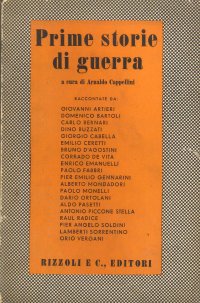 Prime storie
di guerra
a cura di Arnaldo Cappellini
RACCONTATE DA:
GIOVANNI ARTIERI
DOMENICO BARTOLI
CARLO BERNARI
DINO BUZZATI
GIORGIO CABELLA
EMILIO CERETTI
BRUNO D'AGOSTINI
CORRADO DE VITA
ENRICO EMANUELLI
PAOLO FABBRI
PIER EMILIO GENNARINI
ALBERTO MONDADORI
PAOLO MONELLI
DARIO ORTOLANI
ALDO PASETTI
ANTONIO PICCONE STELLA
RAUL RADICE
PIER ANGELO SOLDINI
LAMBERTI SORRENTINO
ORIO VERGANI
RIZZOLI E C., EDITORI